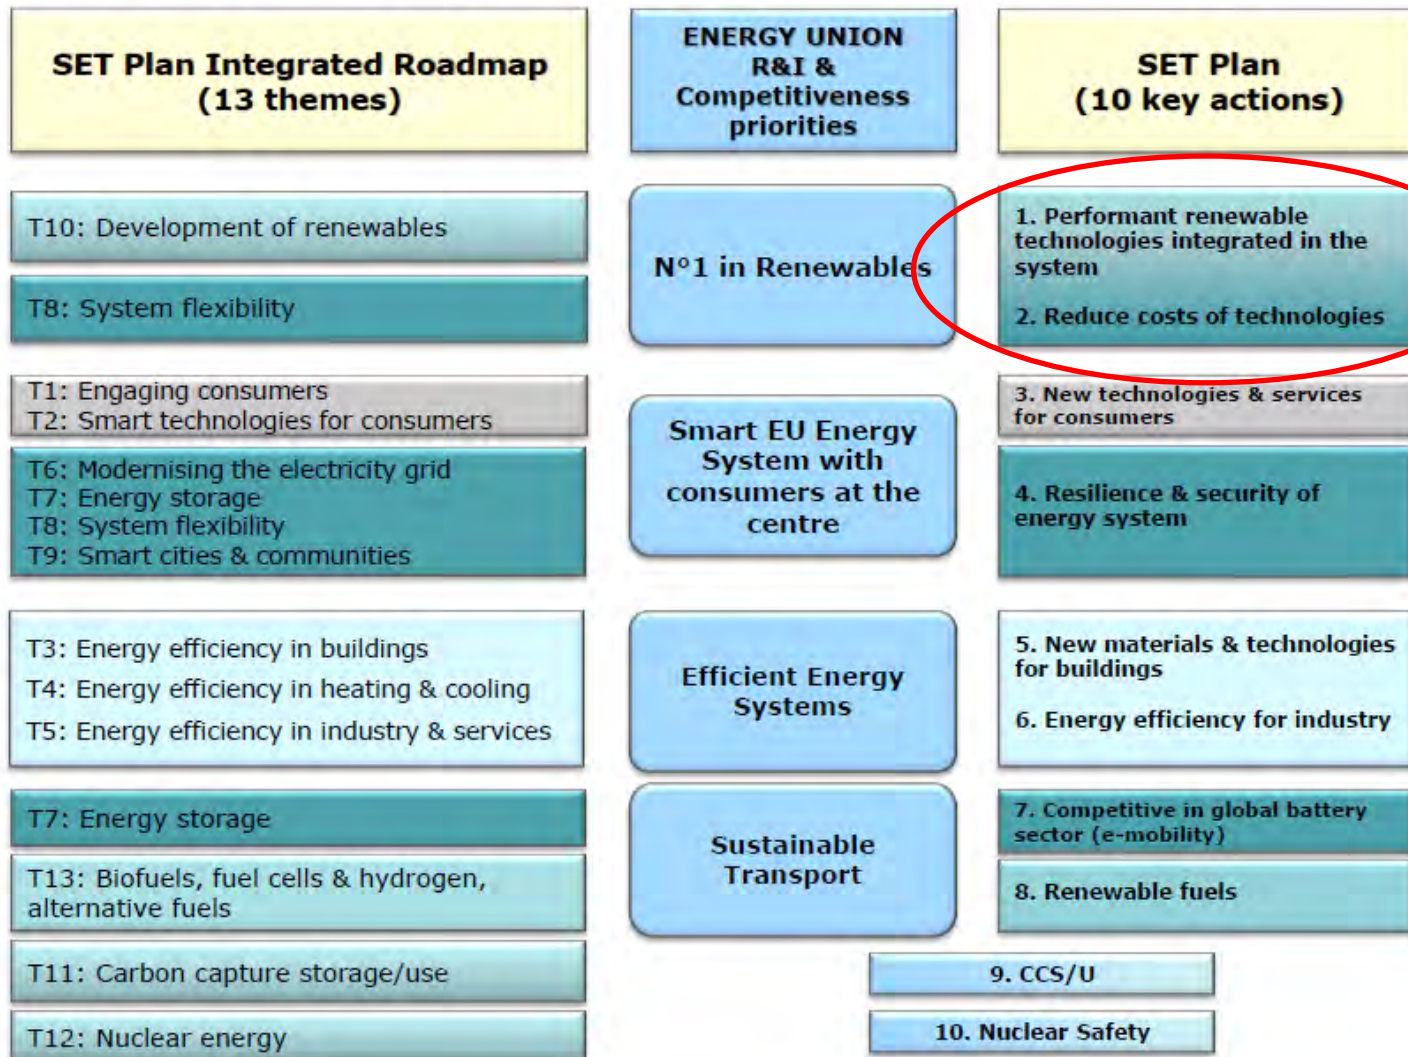 SET Plan Integrated Roadmap
(13 themes)
ENERGY UNION
R&I &
Competitiveness
priorities
SET Plan
(10 key actions)
T10: Development of renewables
T8: System flexibility
N°1 in Renewables
1. Performant renewable
technologies integrated in the
system
2. Reduce costs of technologies
T1: Engaging consumers
T2: Smart technologies for consumers
T6: Modernising the electricity grid
T7: Energy storage
T8: System flexibility
T9: Smart cities & communities
Smart EU Energy
System with
consumers at the
centre
3. New technologies & services
for consumers
4. Resilience & security of
energy system
T3: Energy efficiency in buildings
T4: Energy efficiency in heating & cooling
T5: Energy efficiency in industry & services
Efficient Energy
Systems
5. New materials & technologies
for buildings
6. Energy efficiency for industry
T7: Energy storage
T13: Biofuels, fuel cells & hydrogen,
alternative fuels
Sustainable
Transport
7. Competitive in global battery
sector (e-mobility)
8. Renewable fuels
T11: Carbon capture storage/use
9. CCS/U
T12: Nuclear energy
10. Nuclear Safety